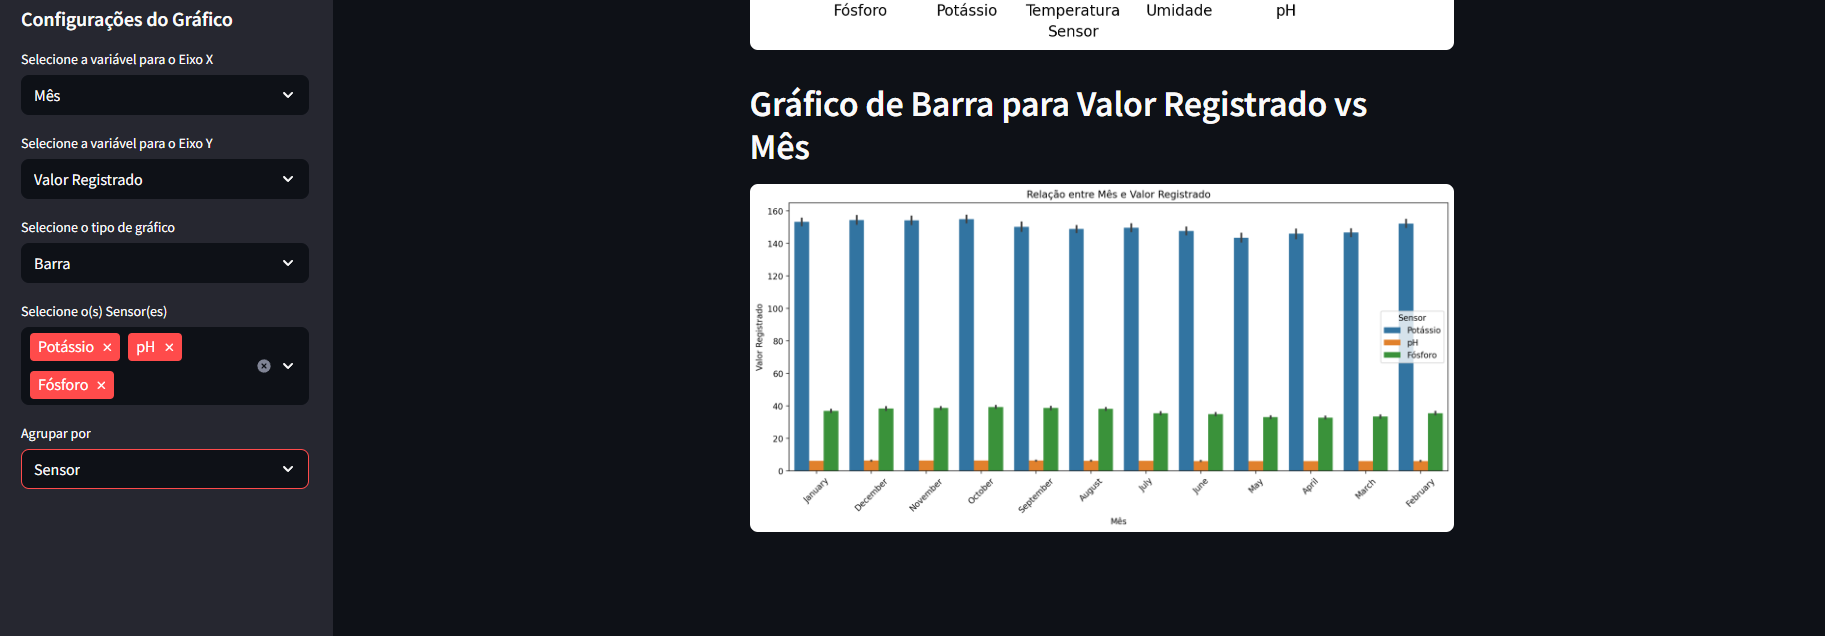 Configurações do Gráfico
Selecione a variável para o Eixo X
Mês
Selecione a variável para o Eixo Y
Valor Registrado
Selecione o tipo de gráfico
Barra
Selecione o(s) Sensor(es)
Potássio × pH ×
Fósforo ×
Agrupar por
Sensor
Fósforo Potássio Temperatura Umidade pH
Sensor
Gráfico de Barra para Valor Registrado vs
Mês
Relação entre Mês e Valor Registrado
Valor Registrado
160
140
120
100
80
60
40
20
0
Sensor
Potássio
pH
Fósforo
January December November October September August July June May April March February
Mês